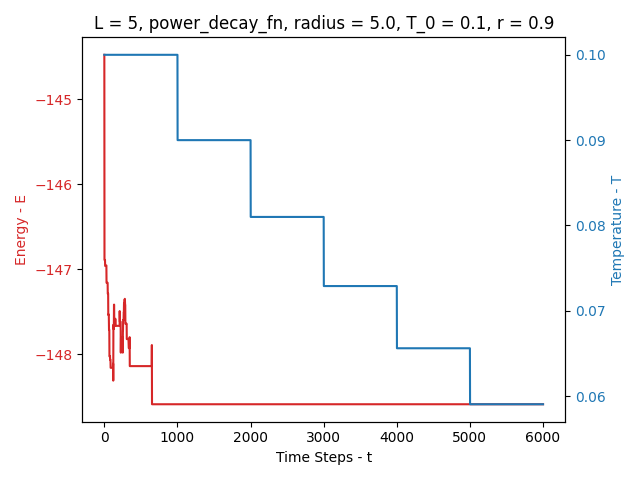 L = 5, power_decay_fn, radius = 5.0, T_0 = 0.1, r = 0.9
−145
−146
−147
−148
Energy - E
0.10
0.09
0.08
0.07
0.06
Temperature - T
0 1000 2000 3000 4000 5000 6000
Time Steps - t